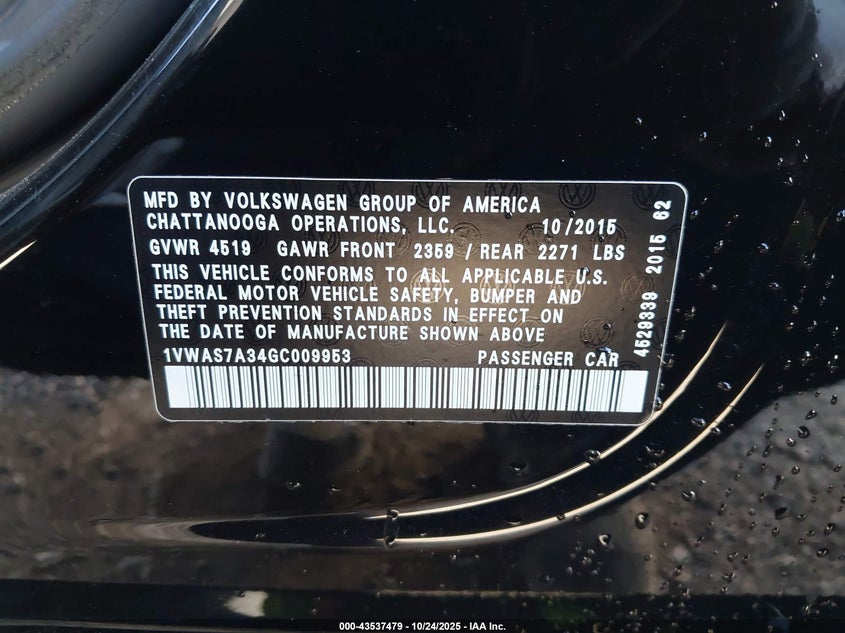 MFD BY VOLKSWAGEN GROUP OF AMERICA
CHATTANOOGA OPERATIONS, LLC. 10/2015
GVWR 4519 GAWR FRONT 2359 / REAR 2271 LBS
THIS VEHICLE CONFORMS TO ALL APPLICABLE U.S.
FEDERAL MOTOR VEHICLE SAFETY, BUMPER AND
THEFT PREVENTION STANDARDS IN EFFECT ON
THE DATE OF MANUFACTURE SHOWN ABOVE
1VWAS7A34GC009953 PASSENGER CAR
4529339 2015 62
000-43537479 - 10/24/2025 - IAA Inc.